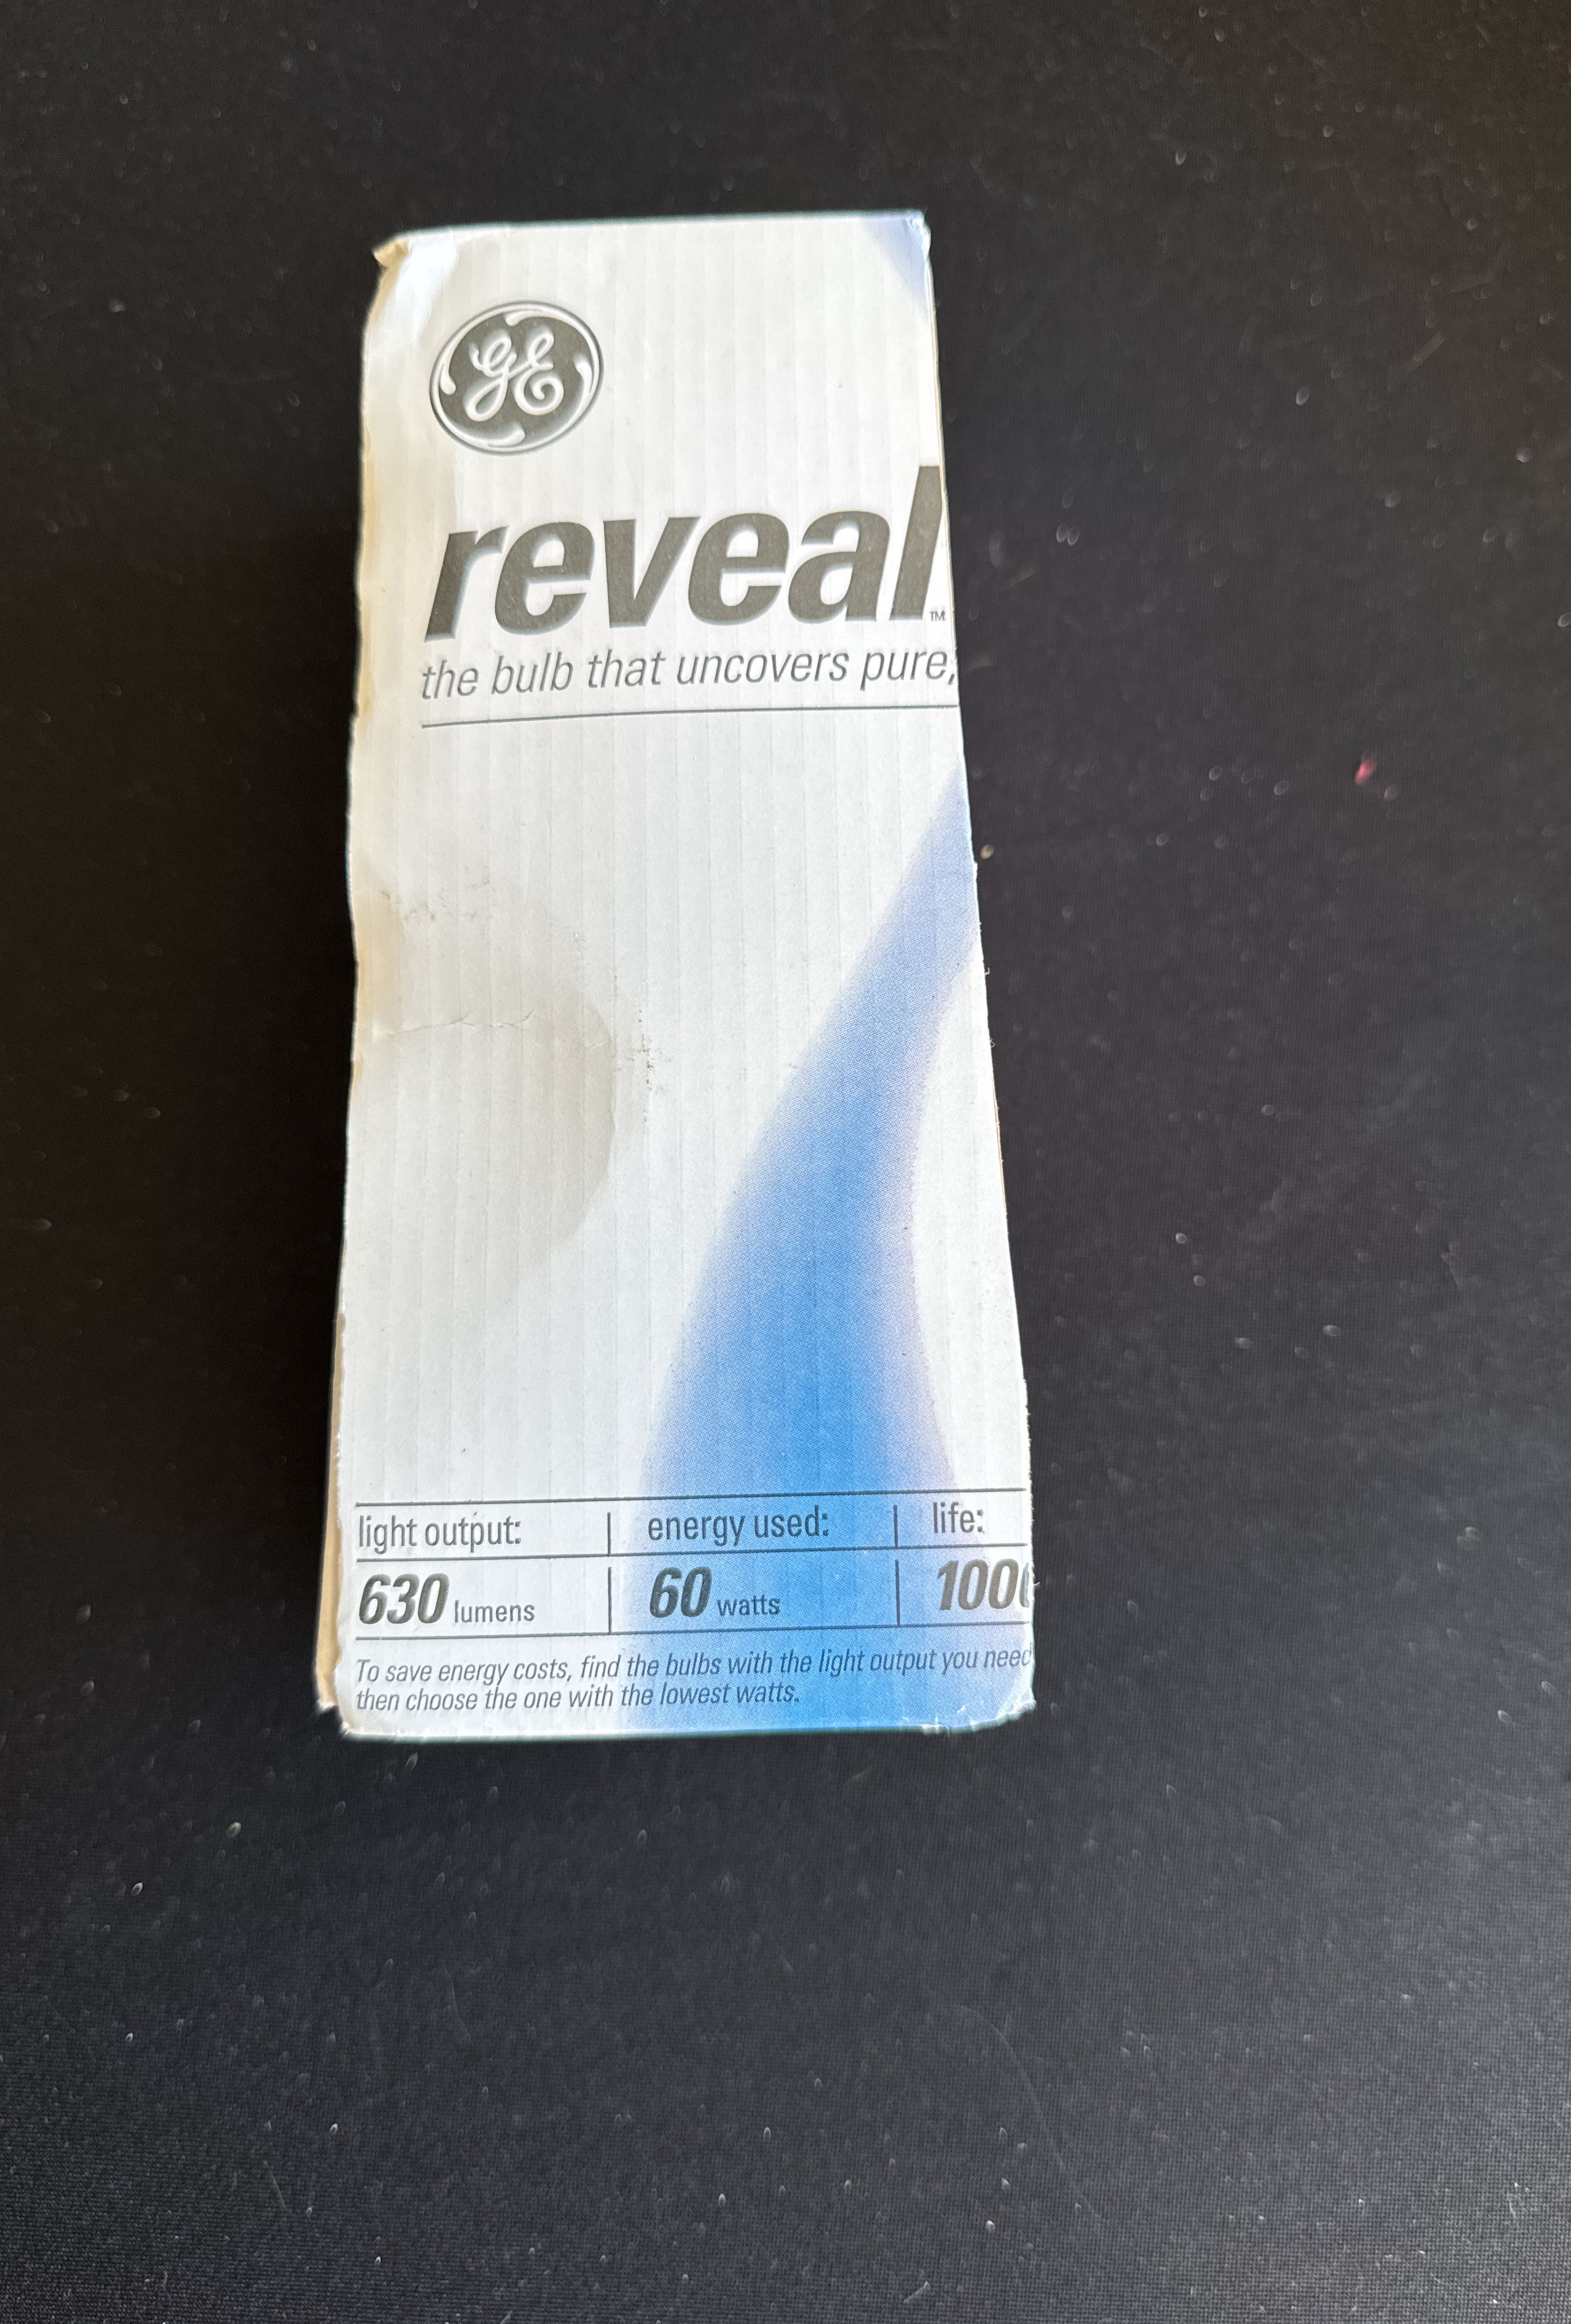 GE
reveal™
the bulb that uncovers pure,
light output: | energy used: | life:
630 lumens | 60 watts | 100
To save energy costs, find the bulbs with the light output you need
then choose the one with the lowest watts.